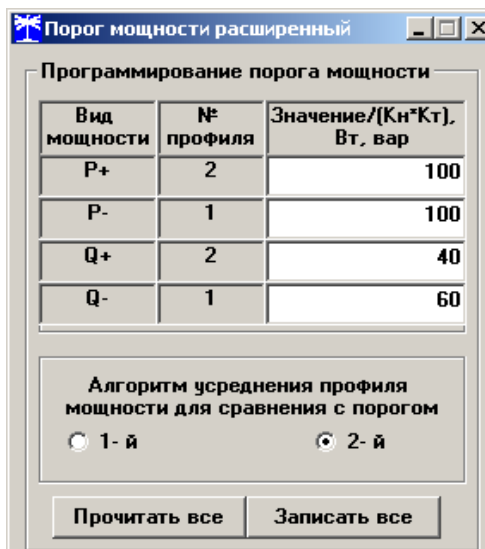 Порог мощности расширенный
Программирование порога мощности
Вид мощности № профиля Значение/(Кн*Кт), Вт, вар
P+ 2 100
P- 1 100
Q+ 2 40
Q- 1 60
Алгоритм усреднения профиля
мощности для сравнения с порогом
1- й 2- й
Прочитать все Записать все